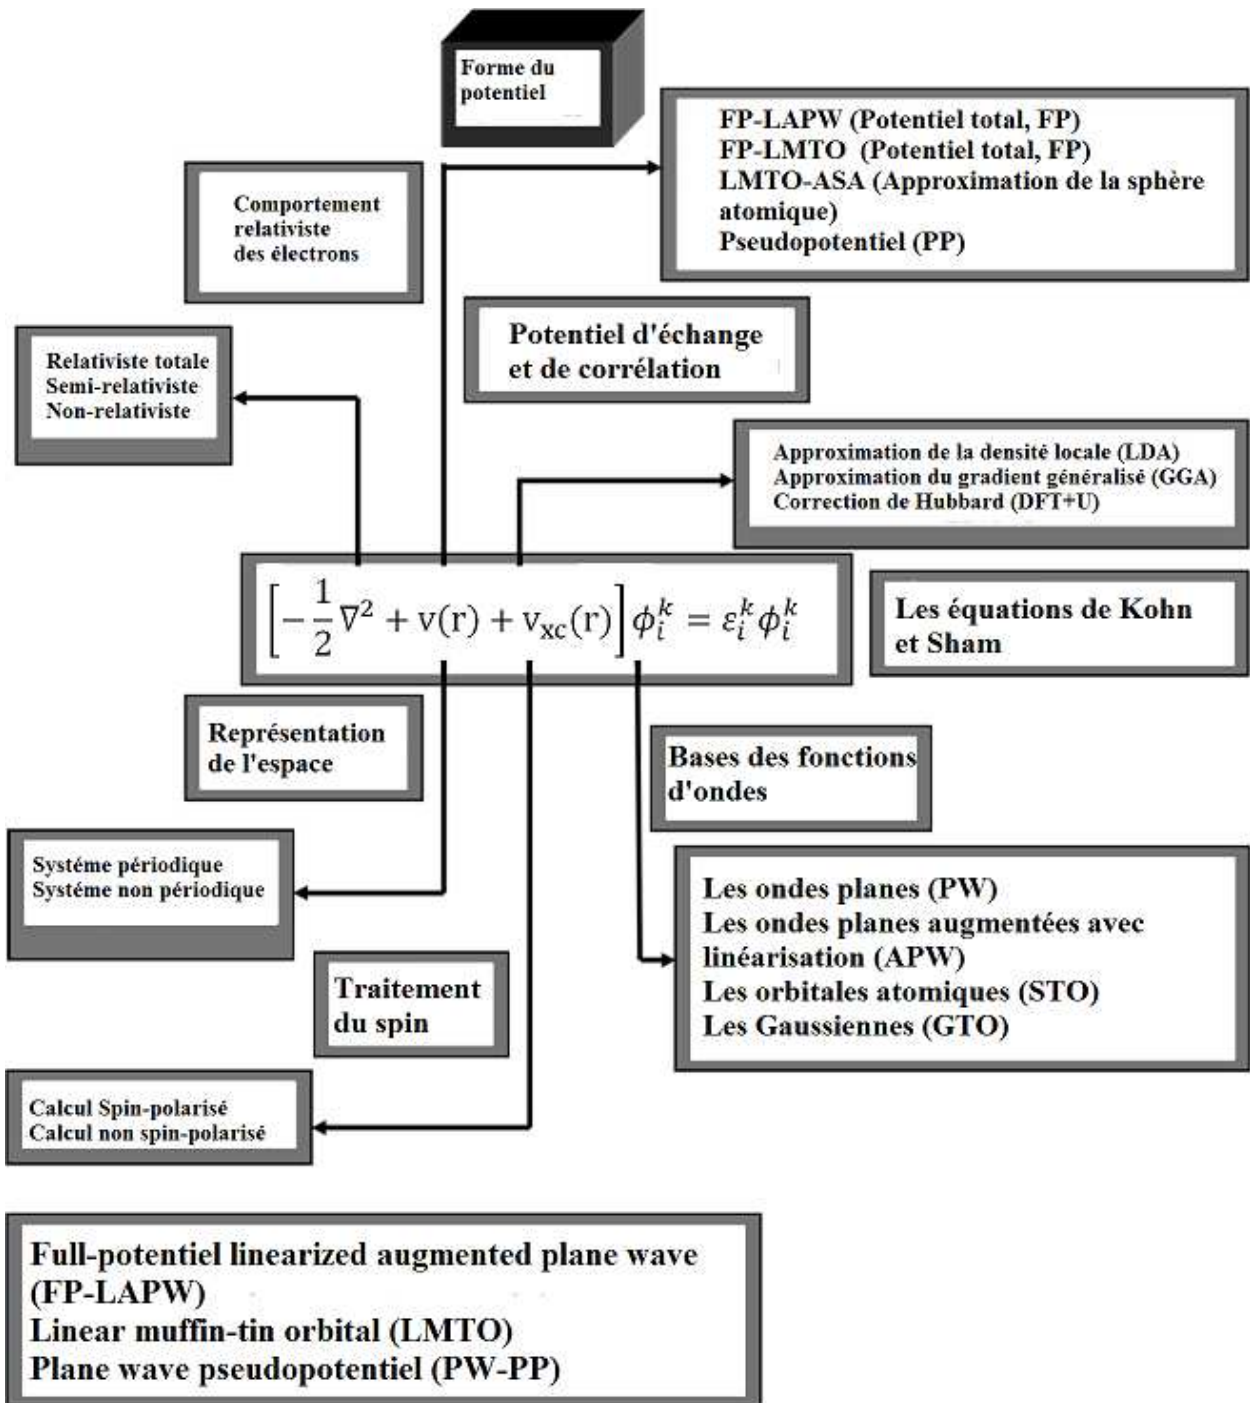 Forme du
potentiel
FP-LAPW (Potentiel total, FP)
FP-LMTO (Potentiel total, FP)
LMTO-ASA (Approximation de la sphère
atomique)
Pseudopotentiel (PP)
Comportement
relativiste
des électrons
Potentiel d'échange
et de corrélation
Relativiste totale
Semi-relativiste
Non-relativiste
Approximation de la densité locale (LDA)
Approximation du gradient généralisé (GGA)
Correction de Hubbard (DFT+U)
[-1/2 ∇² + v(r) + v_xc(r)] ϕ_i^k = ε_i^k ϕ_i^k
Les équations de Kohn
et Sham
Représentation
de l'espace
Bases des fonctions
d'ondes
Systéme périodique
Systéme non périodique
Les ondes planes (PW)
Les ondes planes augmentées avec
linéarisation (APW)
Les orbitales atomiques (STO)
Les Gaussiennes (GTO)
Traitement
du spin
Calcul Spin-polarisé
Calcul non spin-polarisé
Full-potentiel linearized augmented plane wave
(FP-LAPW)
Linear muffin-tin orbital (LMTO)
Plane wave pseudopotentiel (PW-PP)